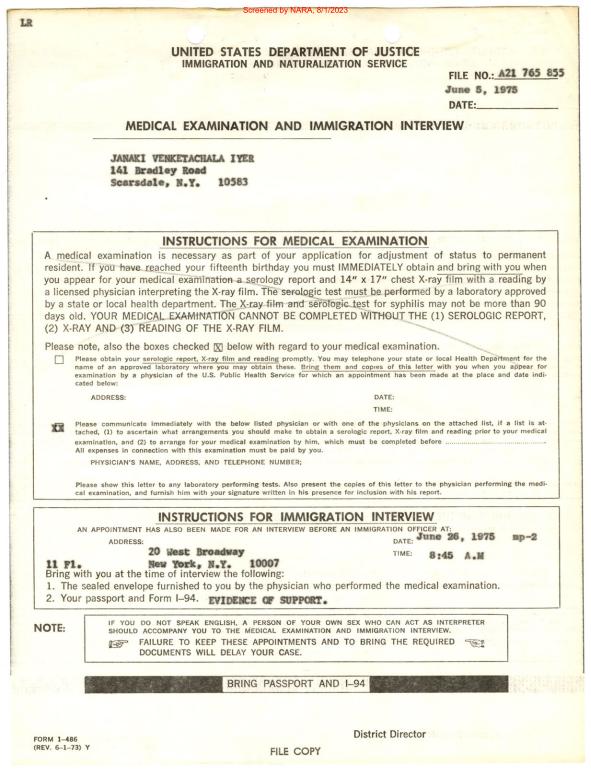 Screened by NARA, 8/1/2023
LR
UNITED STATES DEPARTMENT OF JUSTICE
IMMIGRATION AND NATURALIZATION SERVICE
FILE NO.: A21 765 855
June 5, 1975
DATE:
MEDICAL EXAMINATION AND IMMIGRATION INTERVIEW
JANAKI VENKETACHALA IYER
141 Bradley Road
Scarsdale, N.Y. 10583
INSTRUCTIONS FOR MEDICAL EXAMINATION
A medical examination is necessary as part of your application for adjustment of status to permanent
resident. If you have reached your fifteenth birthday you must IMMEDIATELY obtain and bring with you when
you appear for your medical examination a serology report and 14" x 17" chest X-ray film with a reading by
a licensed physician interpreting the X-ray film. The serologic test must be performed by a laboratory approved
by a state or local health department. The X-ray film and serologic test for syphilis may not be more than 90
days old. YOUR MEDICAL EXAMINATION CANNOT BE COMPLETED WITHOUT THE (1) SEROLOGIC REPORT,
(2) X-RAY AND (3) READING OF THE X-RAY FILM.
Please note, also the boxes checked X below with regard to your medical examination.
Please obtain your serologic report, X-ray film and reading promptly. You may telephone your state or local Health Department for the
name of an approved laboratory where you may obtain these. Bring them and copies of this letter with you when you appear for
examination by a physician of the U.S. Public Health Service for which an appointment has been made at the place and date indi-
cated below:
ADDRESS: DATE:
TIME:
Please communicate immediately with the below listed physician or with one of the physicians on the attached list, if a list is at-
tached, (1) to ascertain what arrangements you should make to obtain a serologic report, X-ray film and reading prior to your medical
examination, and (2) to arrange for your medical examination by him, which must be completed before
All expenses in connection with this examination must be paid by you.
PHYSICIAN'S NAME, ADDRESS, AND TELEPHONE NUMBER;
Please show this letter to any laboratory performing tests. Also present the copies of this letter to the physician performing the medi-
cal examination, and furnish him with your signature written in his presence for inclusion with his report.
INSTRUCTIONS FOR IMMIGRATION INTERVIEW
AN APPOINTMENT HAS ALSO BEEN MADE FOR AN INTERVIEW BEFORE AN IMMIGRATION OFFICER AT:
ADDRESS: DATE: June 26, 1975 mp-2
20 West Broadway TIME: 8:45 A.M
11 Fl. New York, N.Y. 10007
Bring with you at the time of interview the following:
1. The sealed envelope furnished to you by the physician who performed the medical examination.
2. Your passport and Form I-94. EVIDENCE OF SUPPORT.
NOTE: IF YOU DO NOT SPEAK ENGLISH, A PERSON OF YOUR OWN SEX WHO CAN ACT AS INTERPRETER
SHOULD ACCOMPANY YOU TO THE MEDICAL EXAMINATION AND IMMIGRATION INTERVIEW.
FAILURE TO KEEP THESE APPOINTMENTS AND TO BRING THE REQUIRED
DOCUMENTS WILL DELAY YOUR CASE.
BRING PASSPORT AND I-94
District Director
FORM I-486
(REV. 6-1-73) Y
FILE COPY